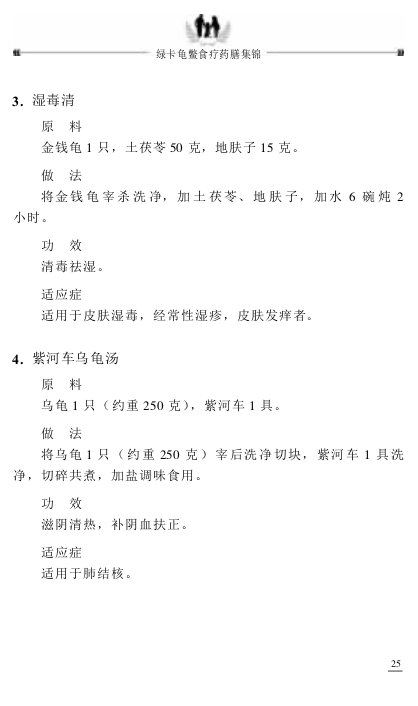 绿卡龟鳖食疗药膳集锦
3．湿毒清
原 料
金钱龟 1 只，土茯苓 50 克，地肤子 15 克。
做 法
将金钱龟宰杀洗净，加土茯苓、地肤子，加水 6 碗炖 2
小时。
功 效
清毒祛湿。
适应症
适用于皮肤湿毒，经常性湿疹，皮肤发痒者。
4．紫河车乌龟汤
原 料
乌龟 1 只（约重 250 克），紫河车 1 具。
做 法
将乌龟 1 只（约重 250 克）宰后洗净切块，紫河车 1 具洗
净，切碎共煮，加盐调味食用。
功 效
滋阴清热，补阴血扶正。
适应症
适用于肺结核。
25